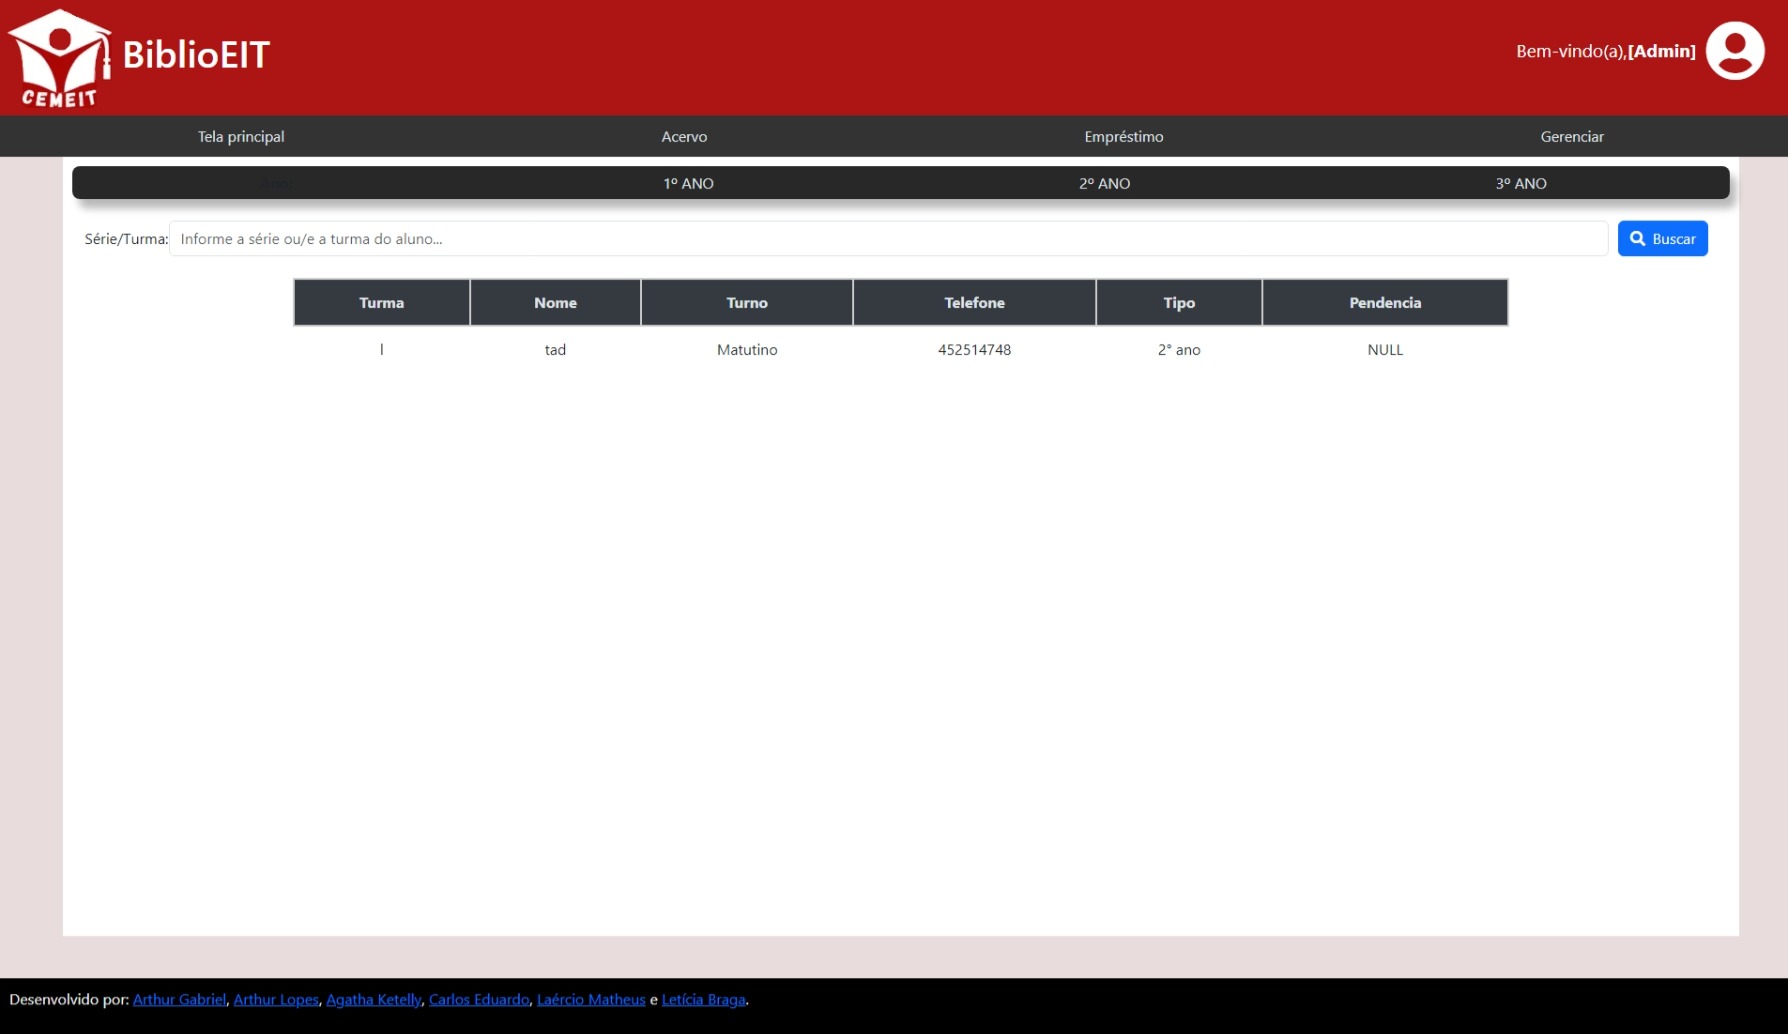 BiblioEIT
CEMEIT
Bem-vindo(a),[Admin]
Tela principal Acervo Empréstimo Gerenciar
1º ANO 2º ANO 3º ANO
Série/Turma: Informe a série ou/e a turma do aluno... Buscar
Turma Nome Turno Telefone Tipo Pendencia
l tad Matutino 452514748 2° ano NULL
Desenvolvido por: Arthur Gabriel, Arthur Lopes, Agatha Ketelly, Carlos Eduardo, Laércio Matheus e Letícia Braga.